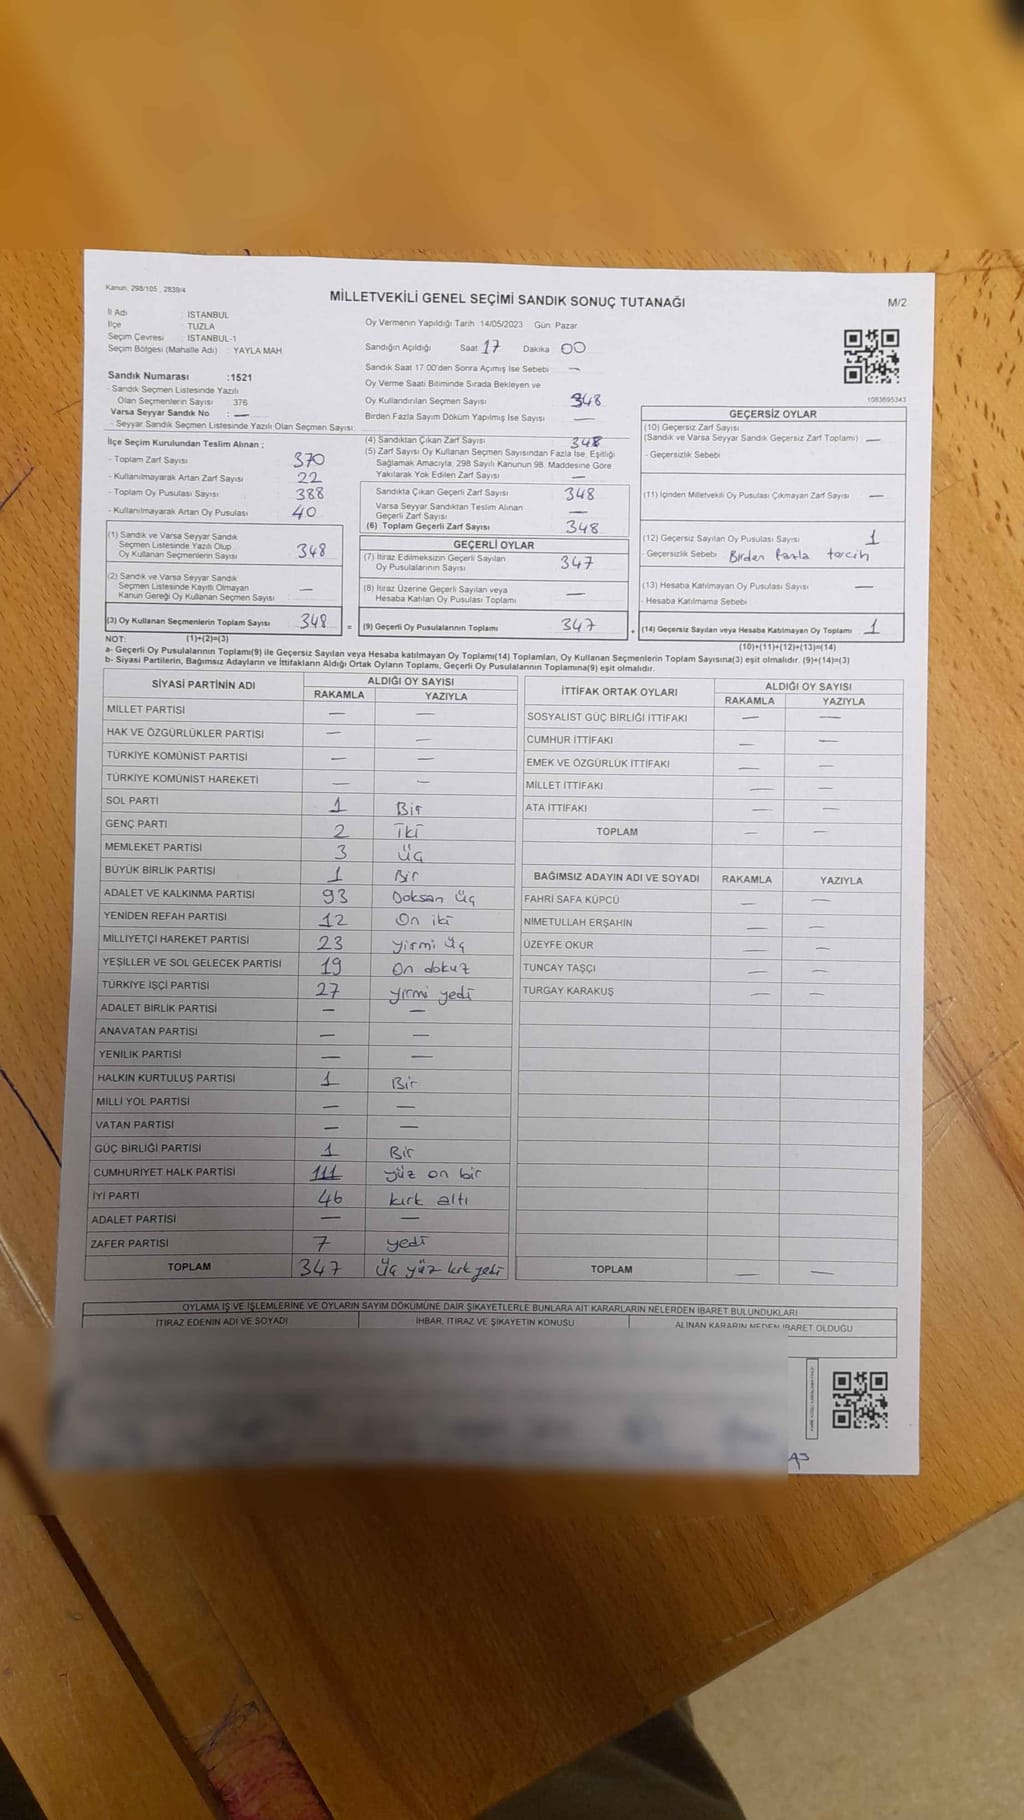 Kanun, 298/105 , 2839/4
MİLLETVEKİLİ GENEL SEÇİMİ SANDIK SONUÇ TUTANAĞI
M/2
İl Adı : İSTANBUL
İlçe : TUZLA
Seçim Çevresi : İSTANBUL-1
Seçim Bölgesi (Mahalle Adı) : YAYLA MAH.
Oy Vermenin Yapıldığı Tarih 14/05/2023 Gün Pazar
Sandığın Açıldığı Saat 17 Dakika 00
Sandık Saat 17:00'den Sonra Açılmış İse Sebebi —
Oy Verme Saati Bitiminde Sırada Bekleyen ve
Oy Kullandırılan Seçmen Sayısı 348
Birden Fazla Sayım Döküm Yapılmış İse Sayısı —
1083695343
Sandık Numarası :1521
- Sandık Seçmen Listesinde Yazılı
Olan Seçmenlerin Sayısı 376
Varsa Seyyar Sandık No : —
- Seyyar Sandık Seçmen Listesinde Yazılı Olan Seçmen Sayısı:
İlçe Seçim Kurulundan Teslim Alınan :
- Toplam Zarf Sayısı 370
- Kullanılmayarak Artan Zarf Sayısı 22
- Toplam Oy Pusulası Sayısı 388
- Kullanılmayarak Artan Oy Pusulası 40
(1) Sandık ve Varsa Seyyar Sandık
Seçmen Listesinde Yazılı Olup
Oy Kullanan Seçmenlerin Sayısı 348
(2) Sandık ve Varsa Seyyar Sandık
Seçmen Listesinde Kayıtlı Olmayan
Kanun Gereği Oy Kullanan Seçmen Sayısı —
(3) Oy Kullanan Seçmenlerin Toplam Sayısı 348 =
(4) Sandıktan Çıkan Zarf Sayısı 348
(5) Zarf Sayısı Oy Kullanan Seçmen Sayısından Fazla İse, Eşitliği
Sağlamak Amacıyla, 298 Sayılı Kanunun 98. Maddesine Göre
Yakılarak Yok Edilen Zarf Sayısı —
Sandıkta Çıkan Geçerli Zarf Sayısı 348
Varsa Seyyar Sandıktan Teslim Alınan
Geçerli Zarf Sayısı —
(6) Toplam Geçerli Zarf Sayısı 348
GEÇERLİ OYLAR
(7) İtiraz Edilmeksizin Geçerli Sayılan
Oy Pusulalarının Sayısı 347
(8) İtiraz Üzerine Geçerli Sayılan veya
Hesaba Katılan Oy Pusulası Toplamı —
(9) Geçerli Oy Pusulalarının Toplamı 347 +
GEÇERSİZ OYLAR
(10) Geçersiz Zarf Sayısı
(Sandık ve Varsa Seyyar Sandık Geçersiz Zarf Toplamı) —
- Geçersizlik Sebebi
(11) İçinden Milletvekili Oy Pusulası Çıkmayan Zarf Sayısı —
(12) Geçersiz Sayılan Oy Pusulası Sayısı 1
- Geçersizlik Sebebi Birden fazla tercih
(13) Hesaba Katılmayan Oy Pusulası Sayısı —
- Hesaba Katılmama Sebebi
(14) Geçersiz Sayılan veya Hesaba Katılmayan Oy Toplamı 1
NOT: (1)+(2)=(3)
(10)+(11)+(12)+(13)=(14)
a- Geçerli Oy Pusulalarının Toplamı(9) ile Geçersiz Sayılan veya Hesaba katılmayan Oy Toplamı(14) Toplamları, Oy Kullanan Seçmenlerin Toplam Sayısına(3) eşit olmalıdır. (9)+(14)=(3)
b- Siyasi Partilerin, Bağımsız Adayların ve İttifakların Aldığı Ortak Oyların Toplamı, Geçerli Oy Pusulalarının Toplamına(9) eşit olmalıdır.
SİYASİ PARTİNİN ADI ALDIĞI OY SAYISI
RAKAMLA YAZIYLA
MİLLET PARTİSİ — —
HAK VE ÖZGÜRLÜKLER PARTİSİ — —
TÜRKİYE KOMÜNİST PARTİSİ — —
TÜRKİYE KOMÜNİST HAREKETİ — —
SOL PARTİ 1 Bir
GENÇ PARTİ 2 İki
MEMLEKET PARTİSİ 3 Üç
BÜYÜK BİRLİK PARTİSİ 1 Bir
ADALET VE KALKINMA PARTİSİ 93 Doksan Üç
YENİDEN REFAH PARTİSİ 12 On iki
MİLLİYETÇİ HAREKET PARTİSİ 23 yirmi üç
YEŞİLLER VE SOL GELECEK PARTİSİ 19 on dokuz
TÜRKİYE İŞÇİ PARTİSİ 27 yirmi yedi
ADALET BİRLİK PARTİSİ — —
ANAVATAN PARTİSİ — —
YENİLİK PARTİSİ — —
HALKIN KURTULUŞ PARTİSİ 1 Bir
MİLLİ YOL PARTİSİ — —
VATAN PARTİSİ — —
GÜÇ BİRLİĞİ PARTİSİ 1 Bir
CUMHURİYET HALK PARTİSİ 111 yüz on bir
İYİ PARTİ 46 kırk altı
ADALET PARTİSİ — —
ZAFER PARTİSİ 7 yedi
TOPLAM 347 üç yüz kırk yedi
İTTİFAK ORTAK OYLARI ALDIĞI OY SAYISI
RAKAMLA YAZIYLA
SOSYALİST GÜÇ BİRLİĞİ İTTİFAKI — —
CUMHUR İTTİFAKI — —
EMEK VE ÖZGÜRLÜK İTTİFAKI — —
MİLLET İTTİFAKI — —
ATA İTTİFAKI — —
TOPLAM — —
BAĞIMSIZ ADAYIN ADI VE SOYADI RAKAMLA YAZIYLA
FAHRİ SAFA KÜPCÜ — —
NİMETULLAH ERŞAHİN — —
ÜZEYFE OKUR — —
TUNCAY TAŞÇI — —
TURGAY KARAKUŞ — —
TOPLAM — —
OYLAMA İŞ VE İŞLEMLERİNE VE OYLARIN SAYIM DÖKÜMÜNE DAİR ŞİKAYETLERLE BUNLARA AİT KARARLARIN NELERDEN İBARET BULUNDUKLARI
İTİRAZ EDENİN ADI VE SOYADI
İHBAR, İTİRAZ VE ŞİKAYETİN KONUSU
ALINAN KARARIN NEDEN İBARET OLDUĞU